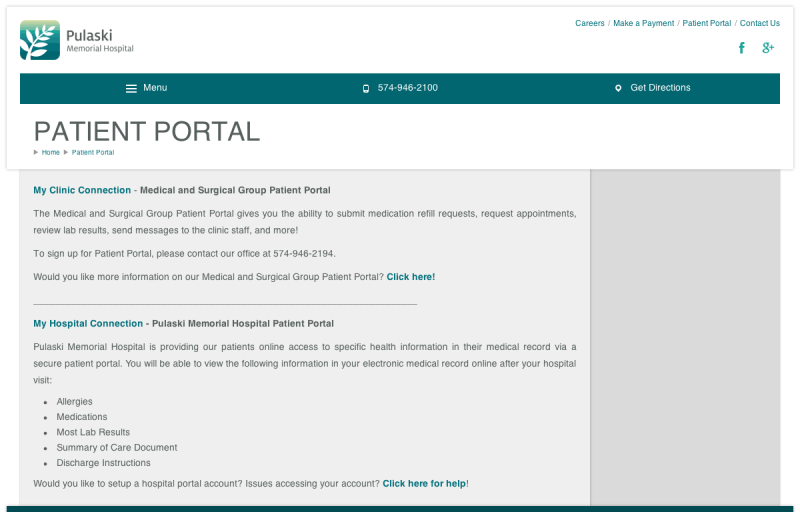 Careers / Make a Payment / Patient Portal / Contact Us
Pulaski
Memorial Hospital
f g+
Menu
574-946-2100
Get Directions
PATIENT PORTAL
Home Patient Portal
My Clinic Connection - Medical and Surgical Group Patient Portal
The Medical and Surgical Group Patient Portal gives you the ability to submit medication refill requests, request appointments,
review lab results, send messages to the clinic staff, and more!
To sign up for Patient Portal, please contact our office at 574-946-2194.
Would you like more information on our Medical and Surgical Group Patient Portal? Click here!
My Hospital Connection - Pulaski Memorial Hospital Patient Portal
Pulaski Memorial Hospital is providing our patients online access to specific health information in their medical record via a
secure patient portal. You will be able to view the following information in your electronic medical record online after your hospital
visit:
• Allergies
• Medications
• Most Lab Results
• Summary of Care Document
• Discharge Instructions
Would you like to setup a hospital portal account? Issues accessing your account? Click here for help!